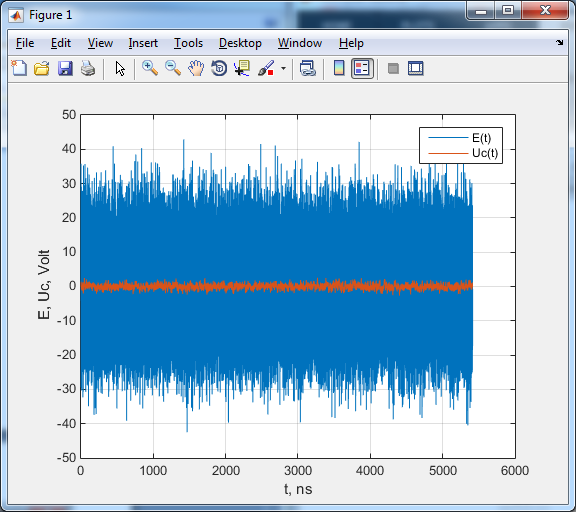 Figure 1
File Edit View Insert Tools Desktop Window Help
50
40
30
20
10
0
-10
-20
-30
-40
-50
E, Uc, Volt
E(t)
Uc(t)
0 1000 2000 3000 4000 5000 6000
t, ns